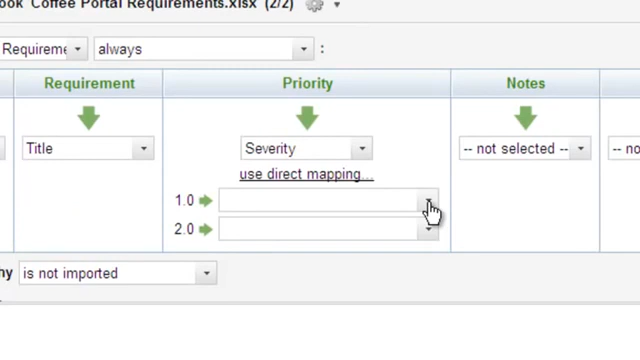 ook Coffee Portal Requirements.xlsx (2/2)
Requireme always :
Requirement Priority Notes
Title Severity -- not selected -- -- no
use direct mapping...
1.0
2.0
hy is not imported